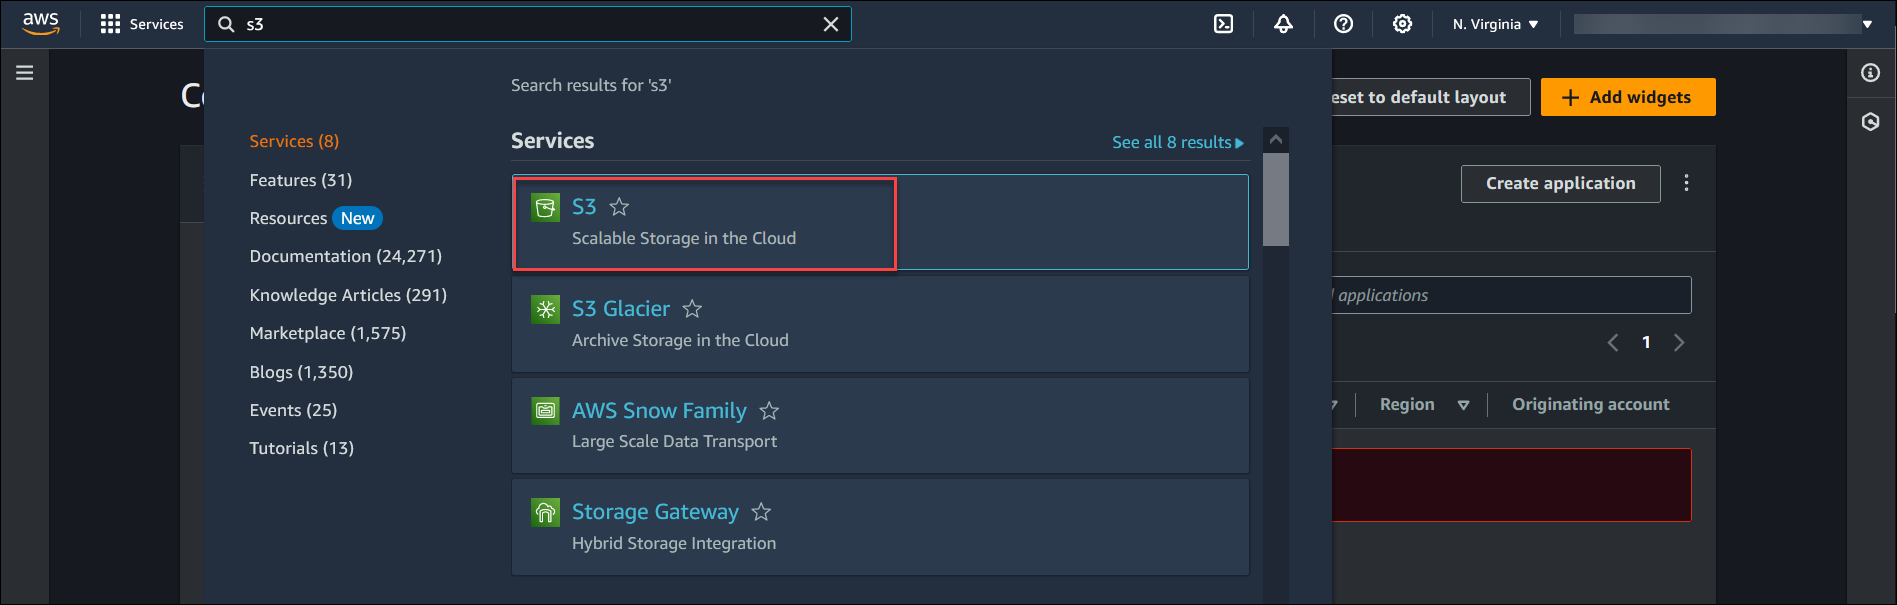 aws
Services
s3
N. Virginia
Search results for 's3'
Services (8)
Features (31)
Resources New
Documentation (24,271)
Knowledge Articles (291)
Marketplace (1,575)
Blogs (1,350)
Events (25)
Tutorials (13)
Services
See all 8 results
S3
Scalable Storage in the Cloud
S3 Glacier
Archive Storage in the Cloud
AWS Snow Family
Large Scale Data Transport
Storage Gateway
Hybrid Storage Integration
eset to default layout
Add widgets
Create application
applications
1
Region
Originating account